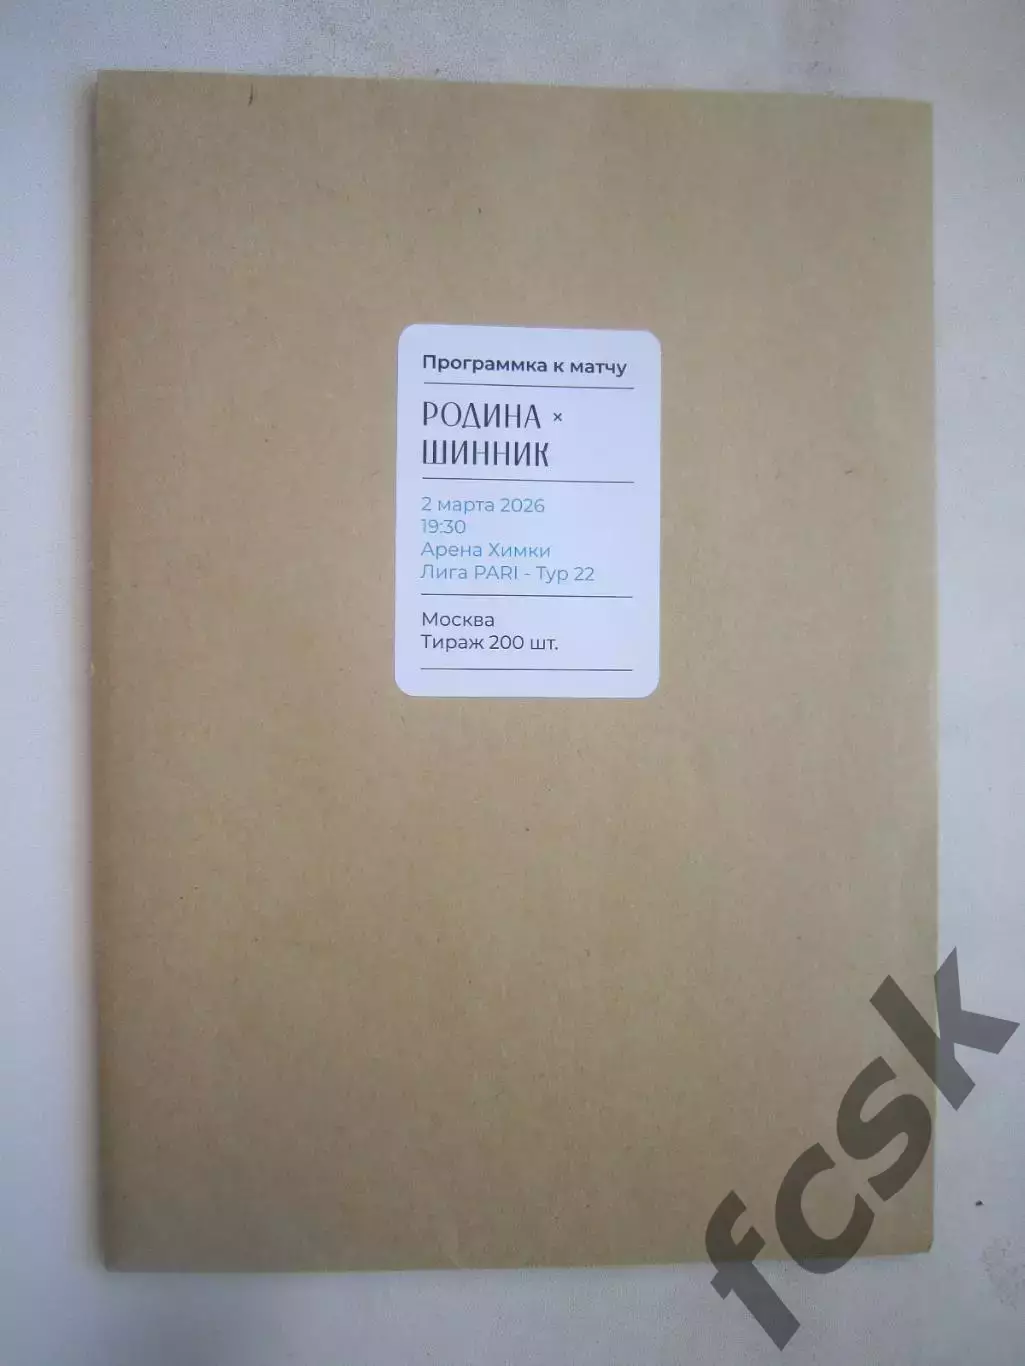 Программка к матчу
РОДИНА ×
ШИННИК
2 марта 2026
19:30
Арена Химки
Лига PARI - Тур 22
Москва
Тираж 200 шт.
fcsk